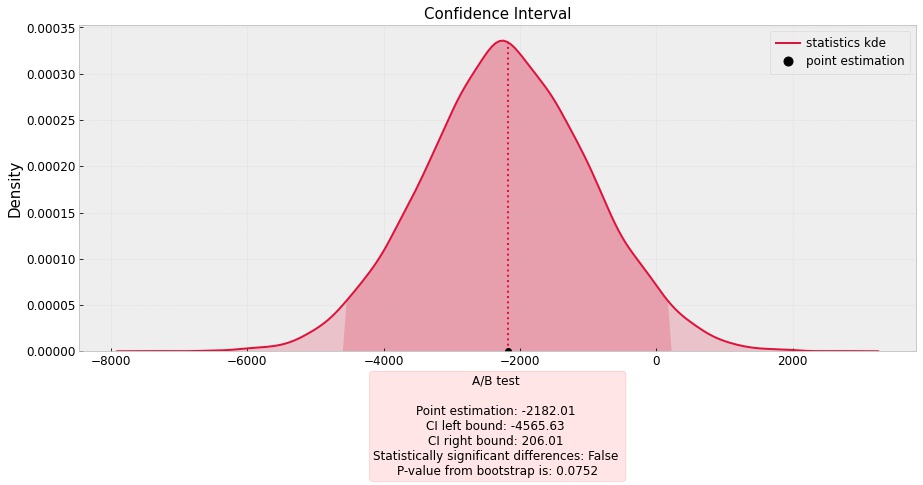 Confidence Interval
statistics kde
point estimation
Density
0.00035
0.00030
0.00025
0.00020
0.00015
0.00010
0.00005
0.00000
−8000
−6000
−4000
−2000
0
2000
A/B test
Point estimation: -2182.01
CI left bound: -4565.63
CI right bound: 206.01
Statistically significant differences: False
P-value from bootstrap is: 0.0752